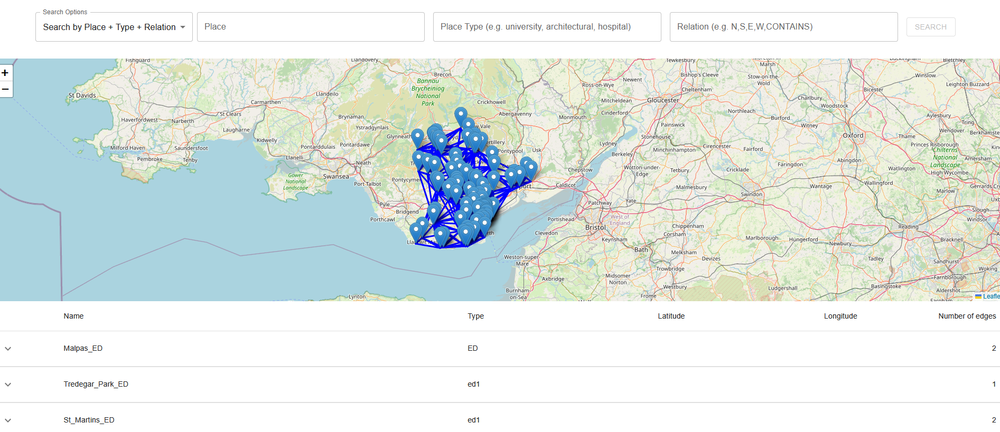 Search Options
Search by Place + Type + Relation
Place
Place Type (e.g. university, architectural, hospital)
Relation (e.g. N,S,E,W,CONTAINS)
SEARCH
+
−
Fishguard
Llandovery
Tewkesbury
Marsh
Buckingham
Bletchley
Brecon
Bishop's Cleeve
Stow-on-the-Wold
Winslow
Bannau Brycheiniog National Park
Newent
Ross-on-Wye
Leighton Buzzard
St Davids
Llandeilo
Cheltenham
Bicester
Carmarthen
Crickhowell
Mitcheldean
Gloucester
Charlbury
Woodstock
St Clears
Brynaman
Abergavenny
Monmouth
Cinderford
Northleach
Burford
Aylesbury
Haverfordwest
Narberth
Ystradgynlais
Painswick
Witney
Tring
Laugharne
Wendover
Berkhamste
Glynneath
Stonehouse
Oxford
Thame
Kidwelly
Pontarddulais
Pontardawe
Lydney
Cirencester
Fairford
Princes Risborough
Milford Haven
Saundersfoot
Pontypool
Usk
Minchinhampton
Chilterns National Landscape
Kings
Pembroke
Tenby
Llanelli
Neath
Berkeley
Abingdon
Amersham
Wotton-under-Edge
Tetbury
Cricklade
Faringdon
Watlington
High Wycombe
Gower National Landscape
Swansea
Chepstow
Port Talbot
Pontycymer
Caldicot
Malmesbury
Wantage
Wallingford
Gerrards Cro
Swindon
Marlow
Pyle
Patchway
Yate
Uxb
Bridgend
Slough
Porthcawl
Portishead
West of England
Windsor
Bristol
Chippenham
Reading
Clevedon
Corsham
Marlborough
Hungerford
Bracknell
Keynsham
Newbury
Bath
Melksham
Weston-super-Mare
Devizes
Tadley
Sandhurst
Trowbridge
Woking
Axbridge
Midsomer Norton
Farnborough
Westbury
Ludgershall
Basingstoke
Aldershot
Burnham-on-Sea
Lynton
Frome
Farnham
Leafle
Name Type Latitude Longitude Number of edges
Malpas_ED ED 2
Tredegar_Park_ED ed1 1
St_Martins_ED ed1 2